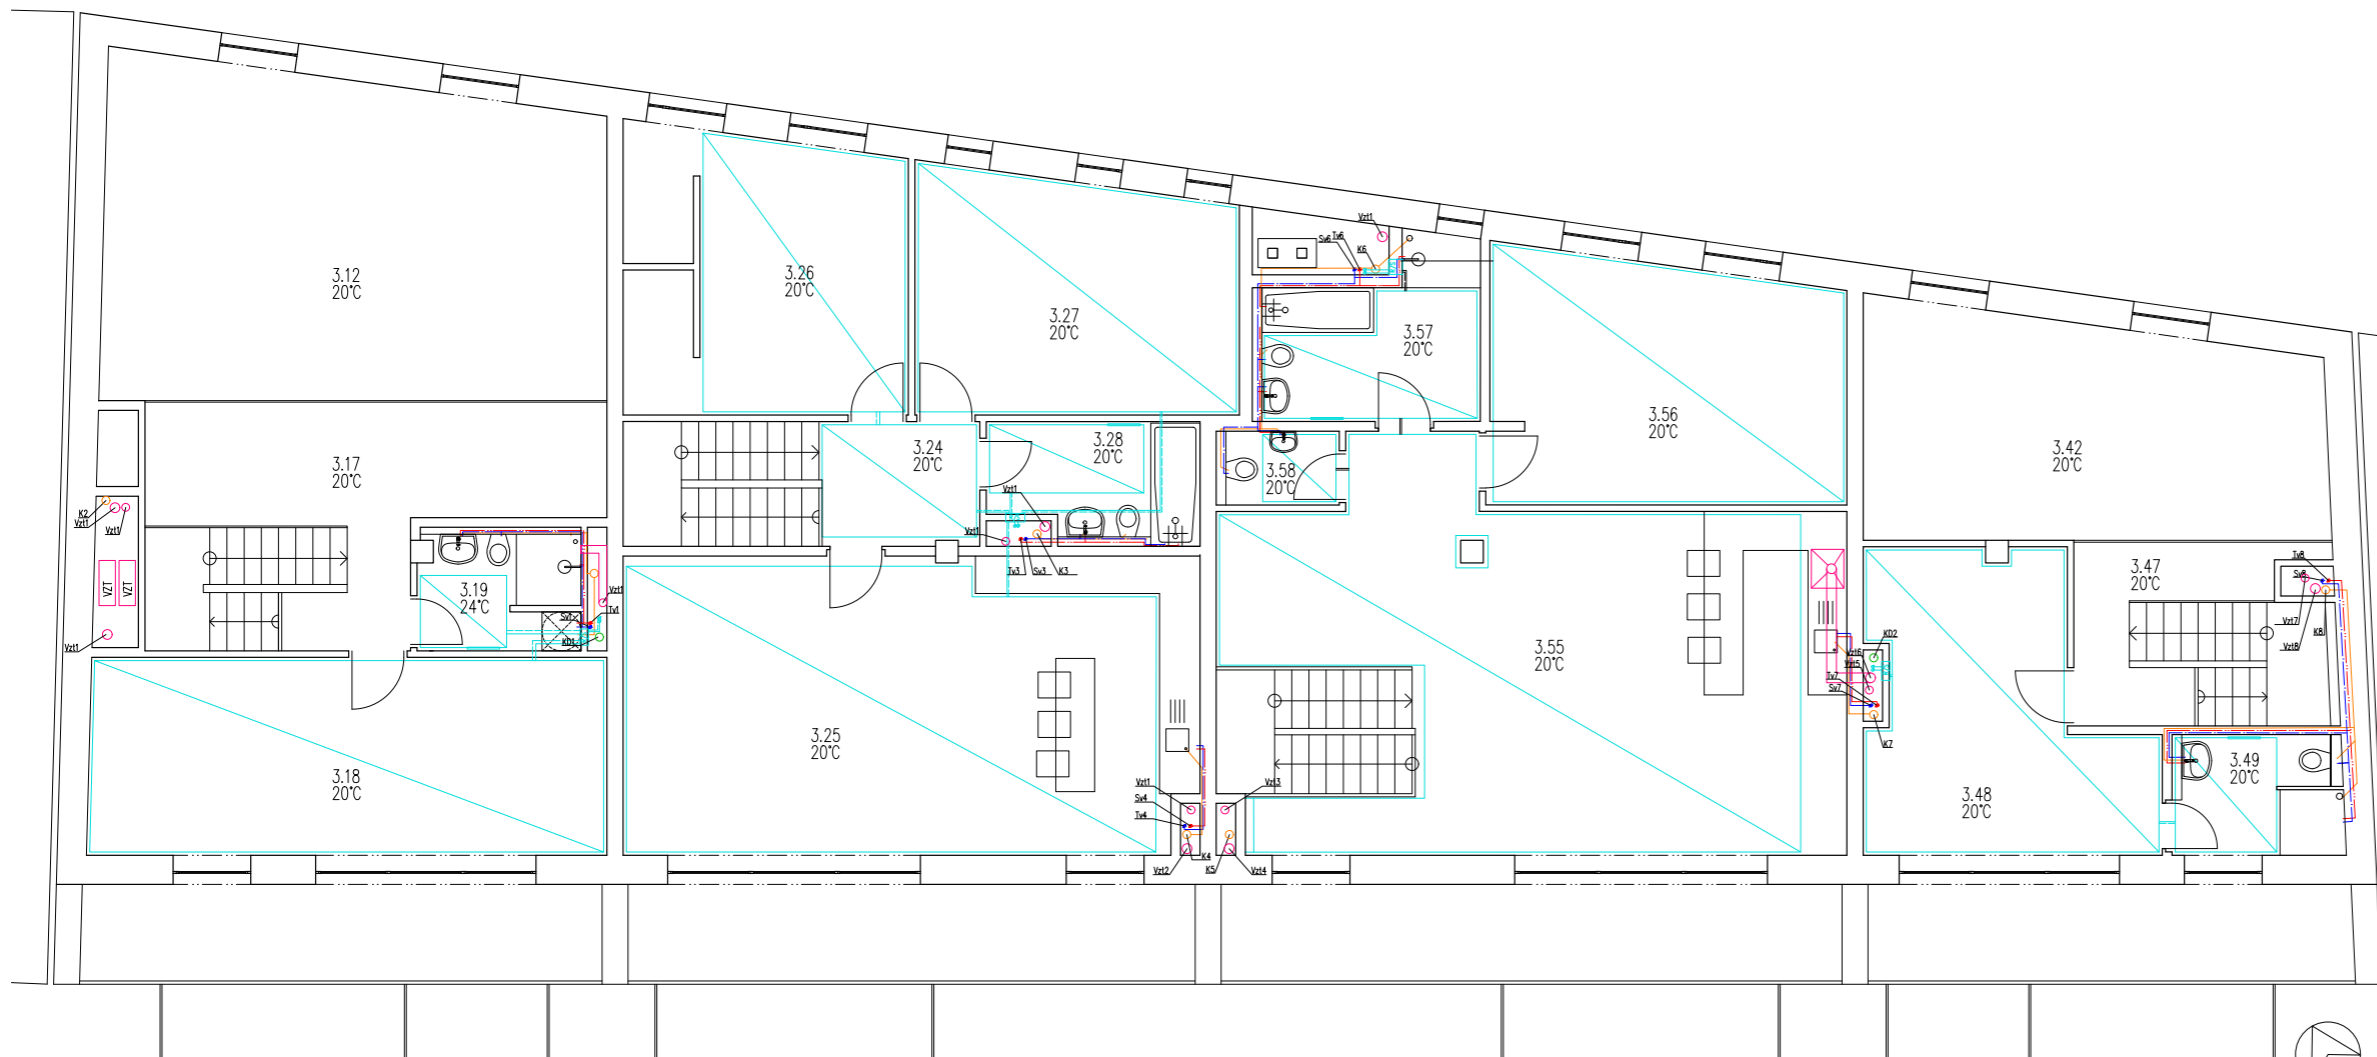 3.12
20°C
3.17
20°C
K2
Vzt1
Vzt1
VZT
VZT
Vzt1
3.19
24°C
Vzt1
Sv1
Tv1
KD1
3.18
20°C
3.26
20°C
3.27
20°C
3.24
20°C
3.28
20°C
Vzt1
Vzt1
Tv3
Sv3
K3
3.25
20°C
Vzt1
Sv4
Tv4
Vzt2
K4
Vzt3
K5
Vzt4
Vzt1
Sv6
Tv6
K6
3.57
20°C
3.58
20°C
3.56
20°C
3.55
20°C
KD2
Vzt6
Vzt5
Tv7
Sv7
K7
3.42
20°C
3.47
20°C
Tv8
Sv8
Vzt7
K8
Vzt8
3.48
20°C
3.49
20°C